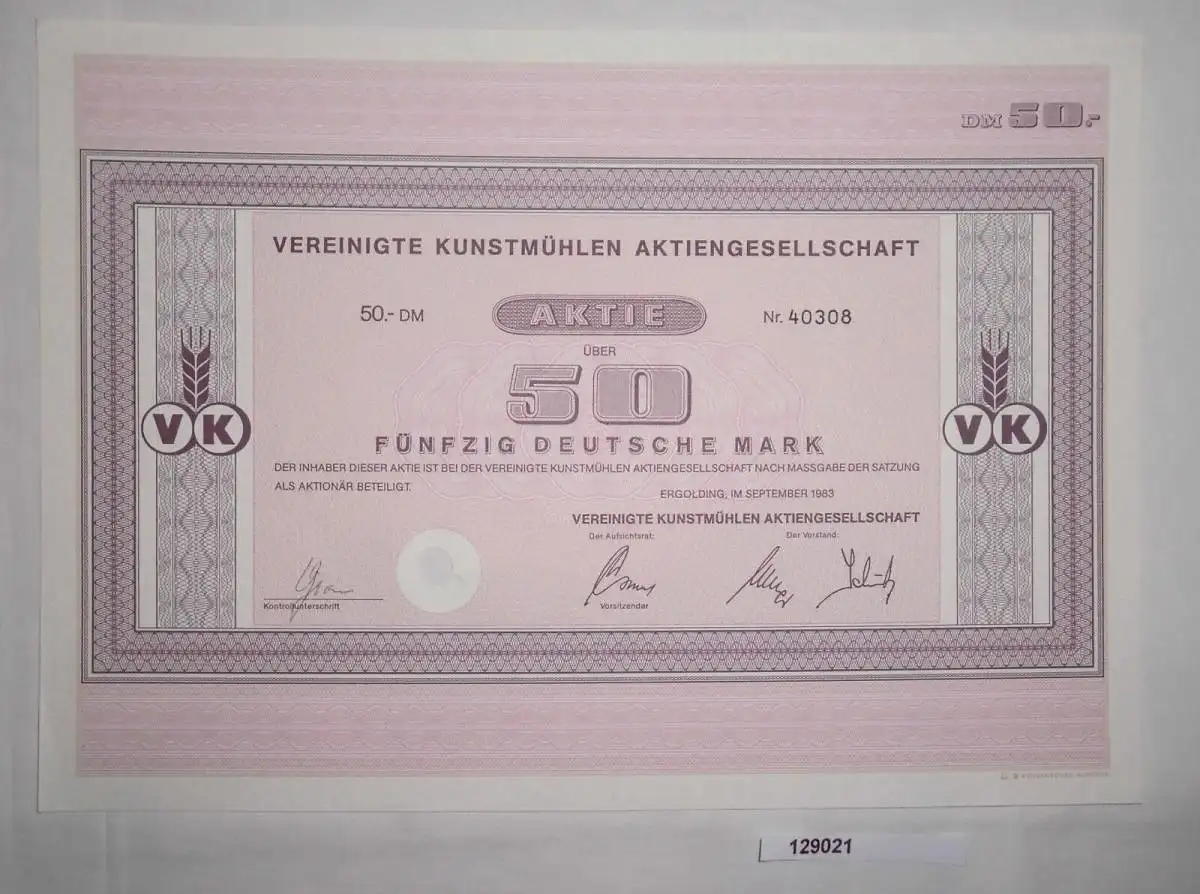 DM 50.-
VEREINIGTE KUNSTMÜHLEN AKTIENGESELLSCHAFT
50.- DM
AKTIE
Nr. 40308
ÜBER
50
VK
VK
FÜNFZIG DEUTSCHE MARK
DER INHABER DIESER AKTIE IST BEI DER VEREINIGTE KUNSTMÜHLEN AKTIENGESELLSCHAFT NACH MASSGABE DER SATZUNG
ALS AKTIONÄR BETEILIGT.
ERGOLDING, IM SEPTEMBER 1983
VEREINIGTE KUNSTMÜHLEN AKTIENGESELLSCHAFT
Der Aufsichtsrat:
Der Vorstand:
Kontrollunterschrift
Vorsitzender
129021